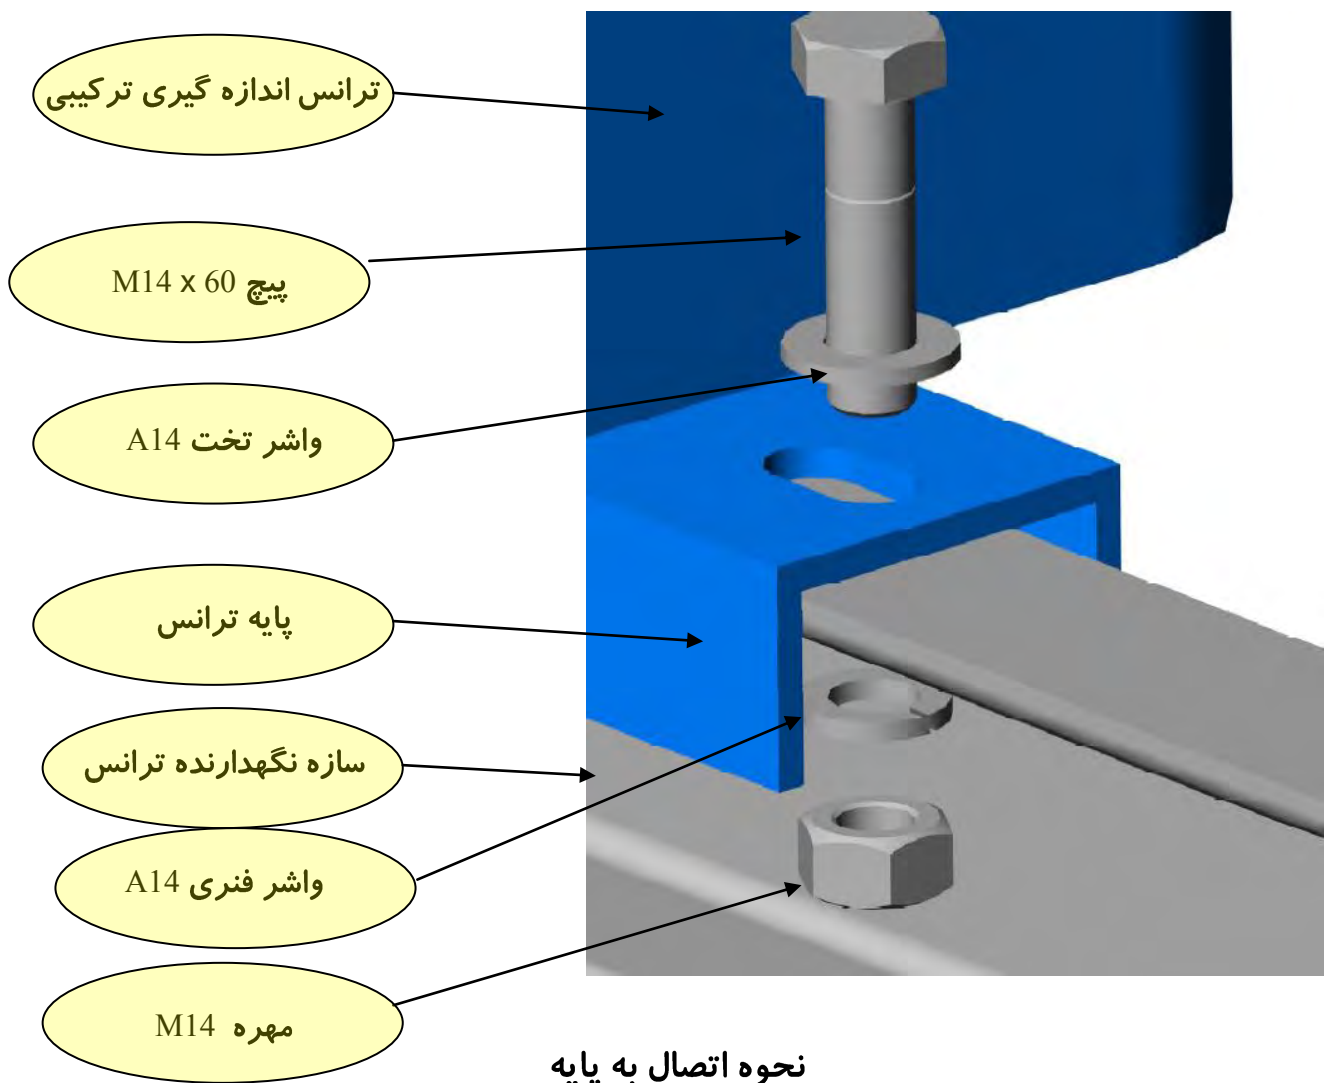 ترانس اندازه گیری ترکیبی
پیچ M14 x 60
واشر تخت A14
پایه ترانس
سازه نگهدارنده ترانس
واشر فنری A14
مهره M14
نحوه اتصال به پایه